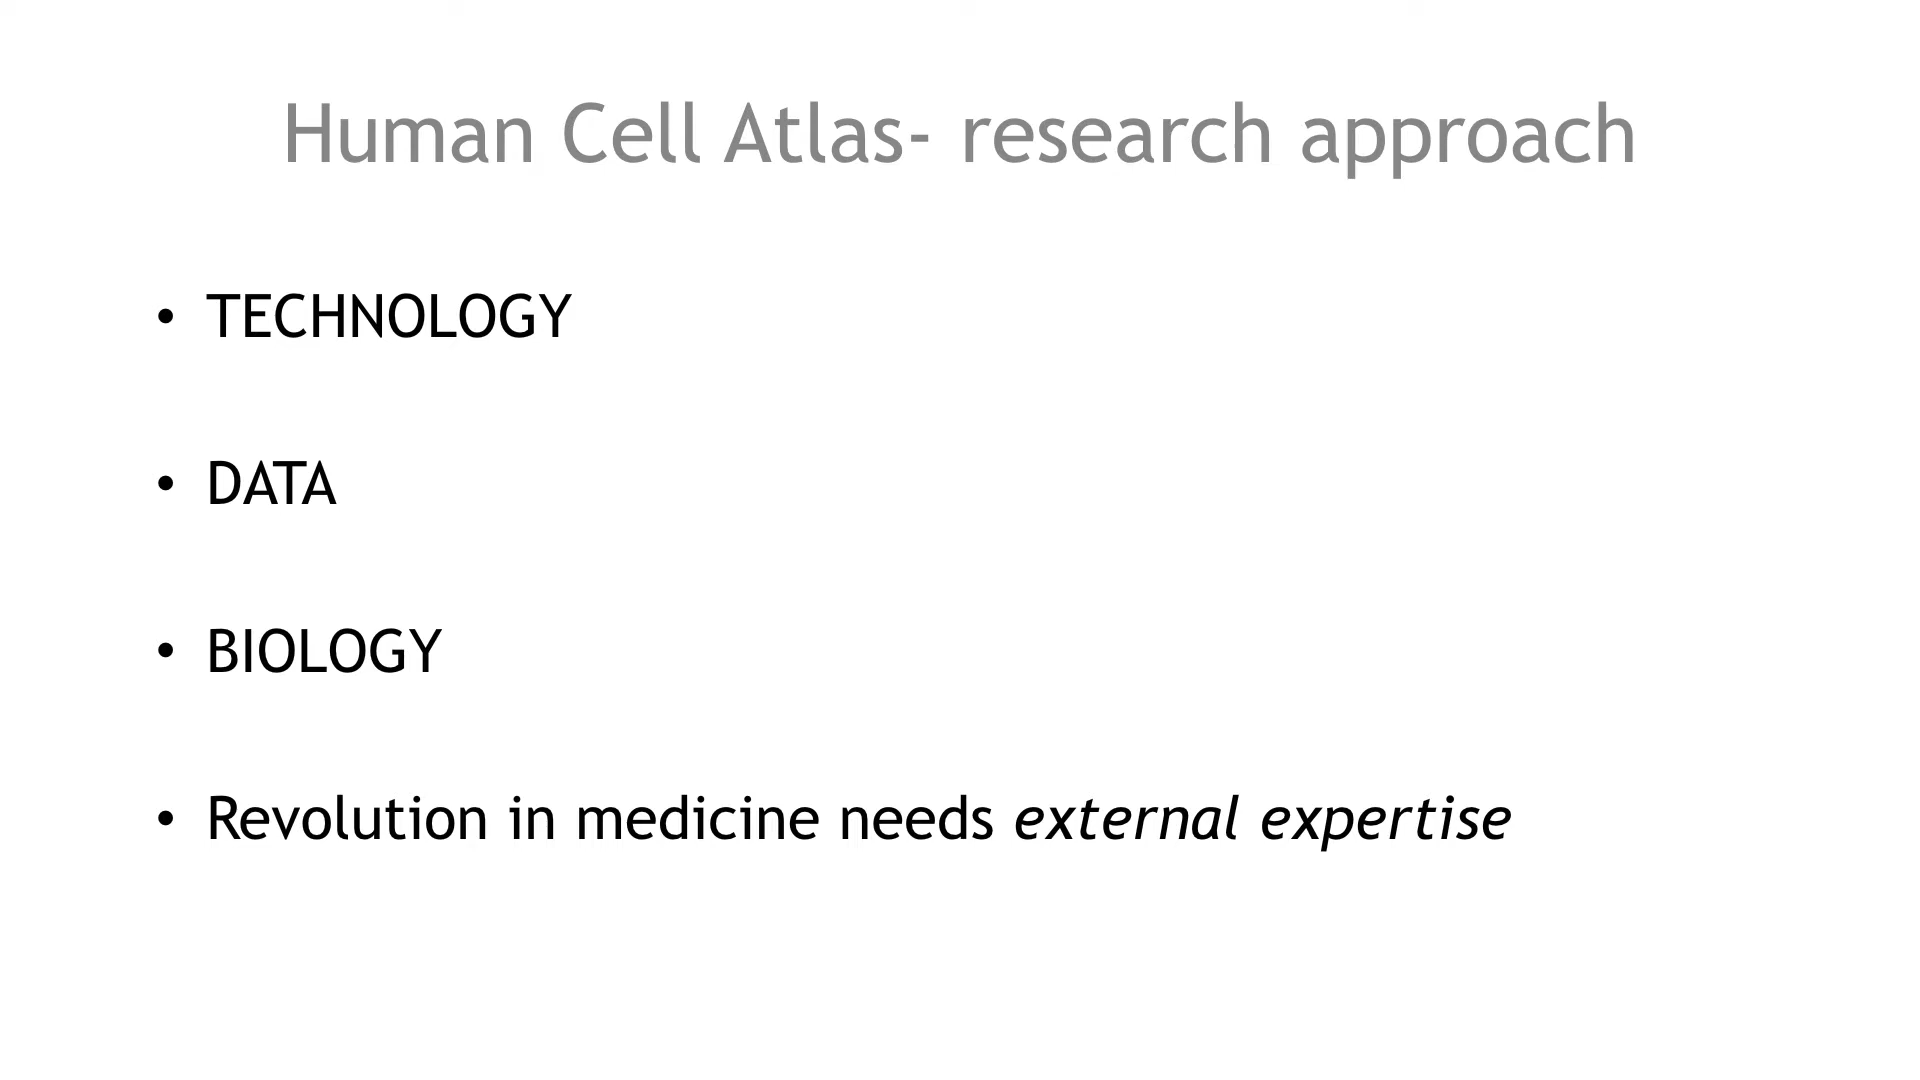 Human Cell Atlas- research approach
• TECHNOLOGY
• DATA
• BIOLOGY
• Revolution in medicine needs external expertise